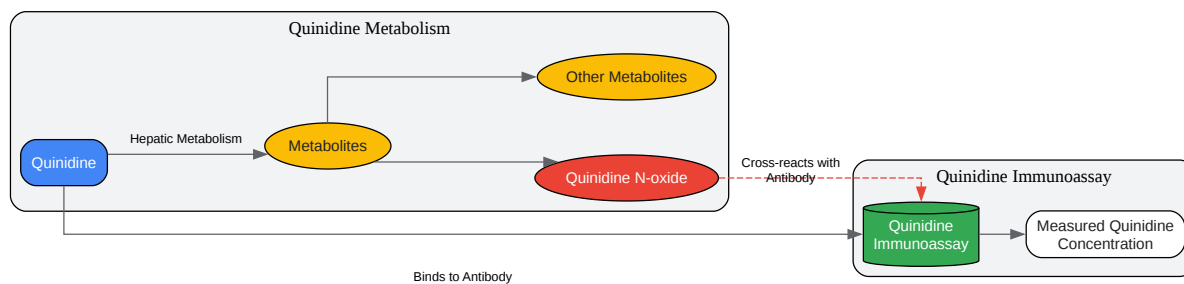 Quinidine Metabolism
Other Metabolites
Hepatic Metabolism
Metabolites
Quinidine
Quinidine N-oxide
Cross-reacts with
Antibody
Quinidine Immunoassay
Quinidine
Immunoassay
Measured Quinidine
Concentration
Binds to Antibody